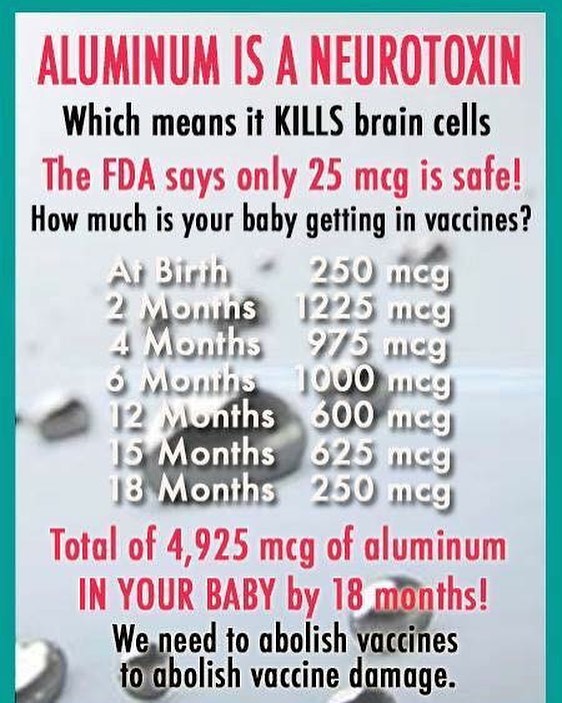 ALUMINUM IS A NEUROTOXIN
Which means it KILLS brain cells
The FDA says only 25 mcg is safe!
How much is your baby getting in vaccines?
At Birth 250 mcg
2 Months 1225 mcg
4 Months 975 mcg
6 Months 1000 mcg
12 Months 600 mcg
15 Months 625 mcg
18 Months 250 mcg
Total of 4,925 mcg of aluminum
IN YOUR BABY by 18 months!
We need to abolish vaccines
to abolish vaccine damage.